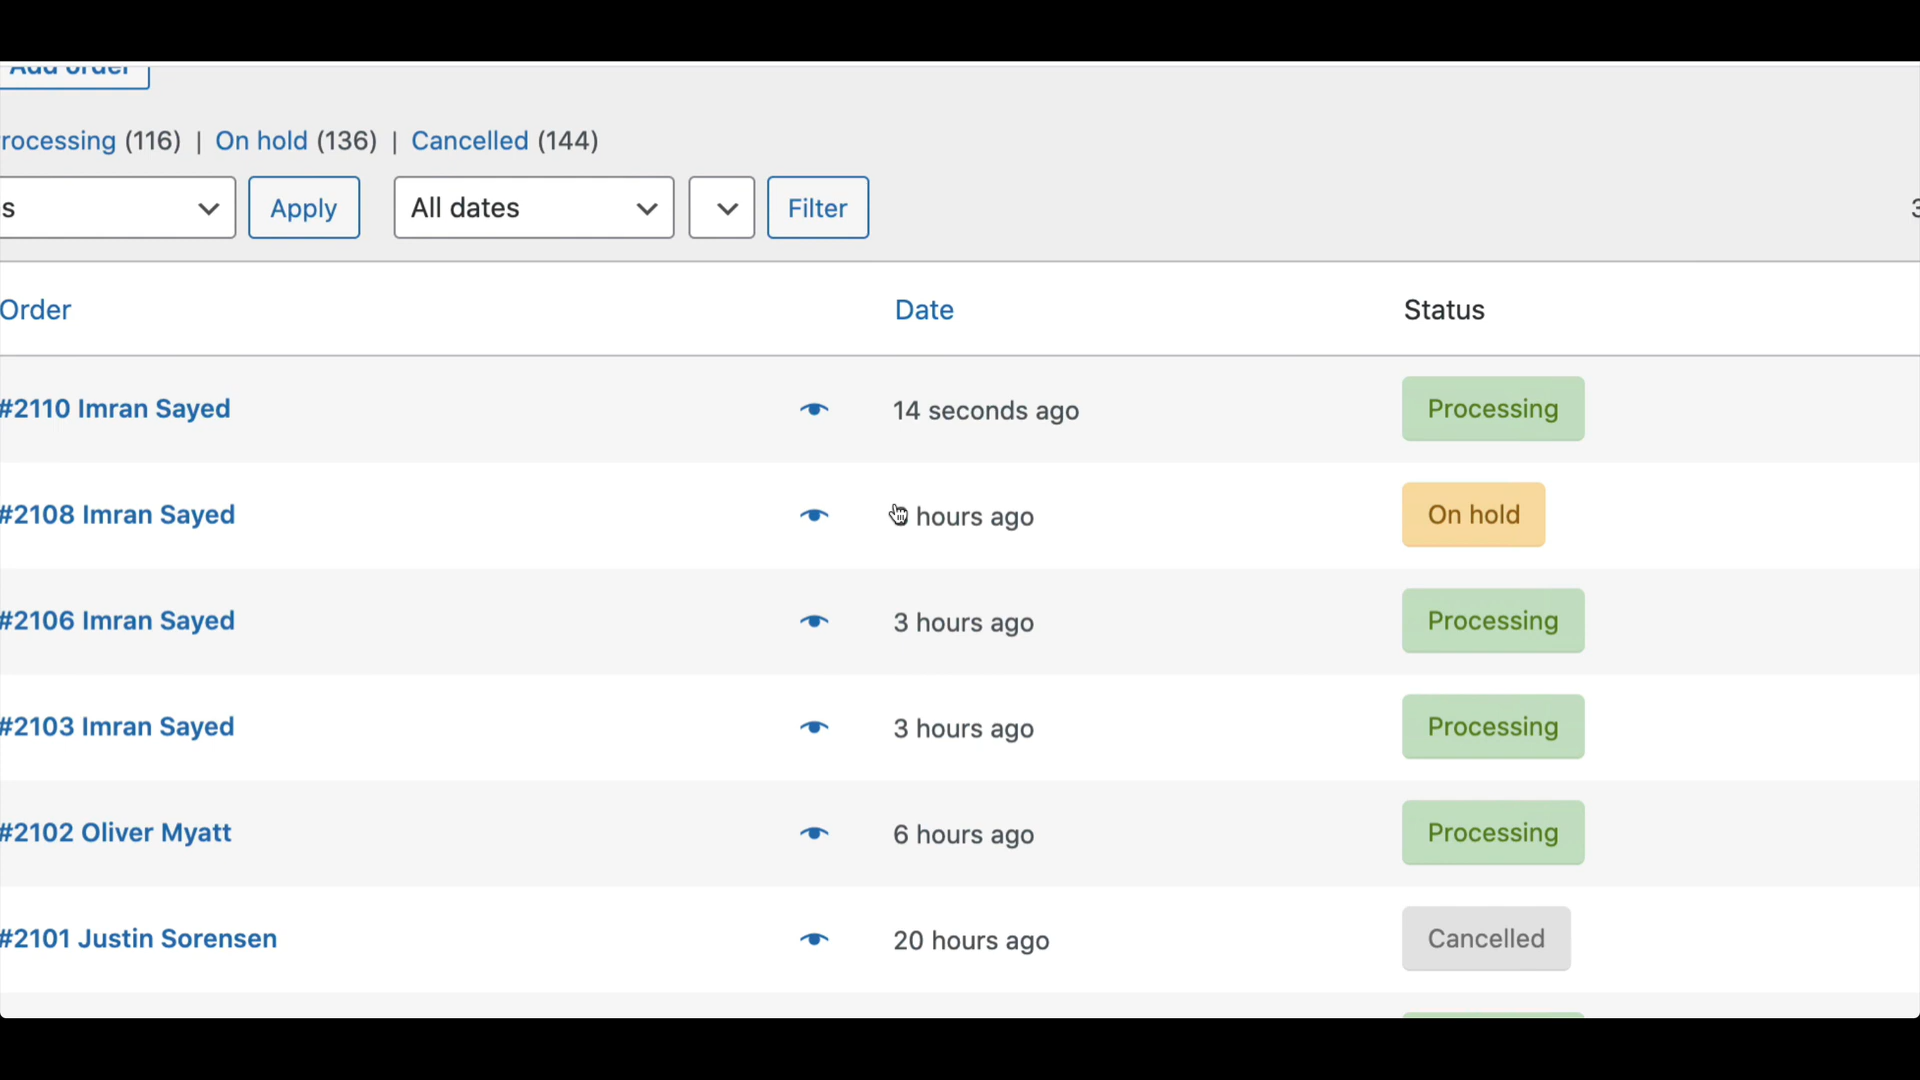 Add order
rocessing (116) | On hold (136) | Cancelled (144)
s Apply All dates Filter
Order Date Status
#2110 Imran Sayed 14 seconds ago Processing
#2108 Imran Sayed hours ago On hold
#2106 Imran Sayed 3 hours ago Processing
#2103 Imran Sayed 3 hours ago Processing
#2102 Oliver Myatt 6 hours ago Processing
#2101 Justin Sorensen 20 hours ago Cancelled